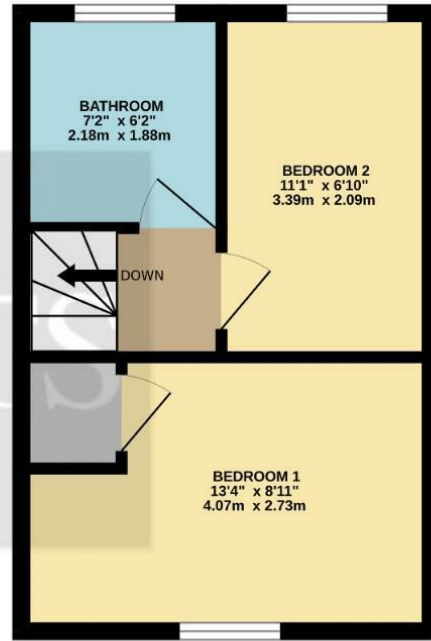 BATHROOM
7'2" x 6'2"
2.18m x 1.88m
BEDROOM 2
11'1" x 6'10"
3.39m x 2.09m
DOWN
BEDROOM 1
13'4" x 8'11"
4.07m x 2.73m